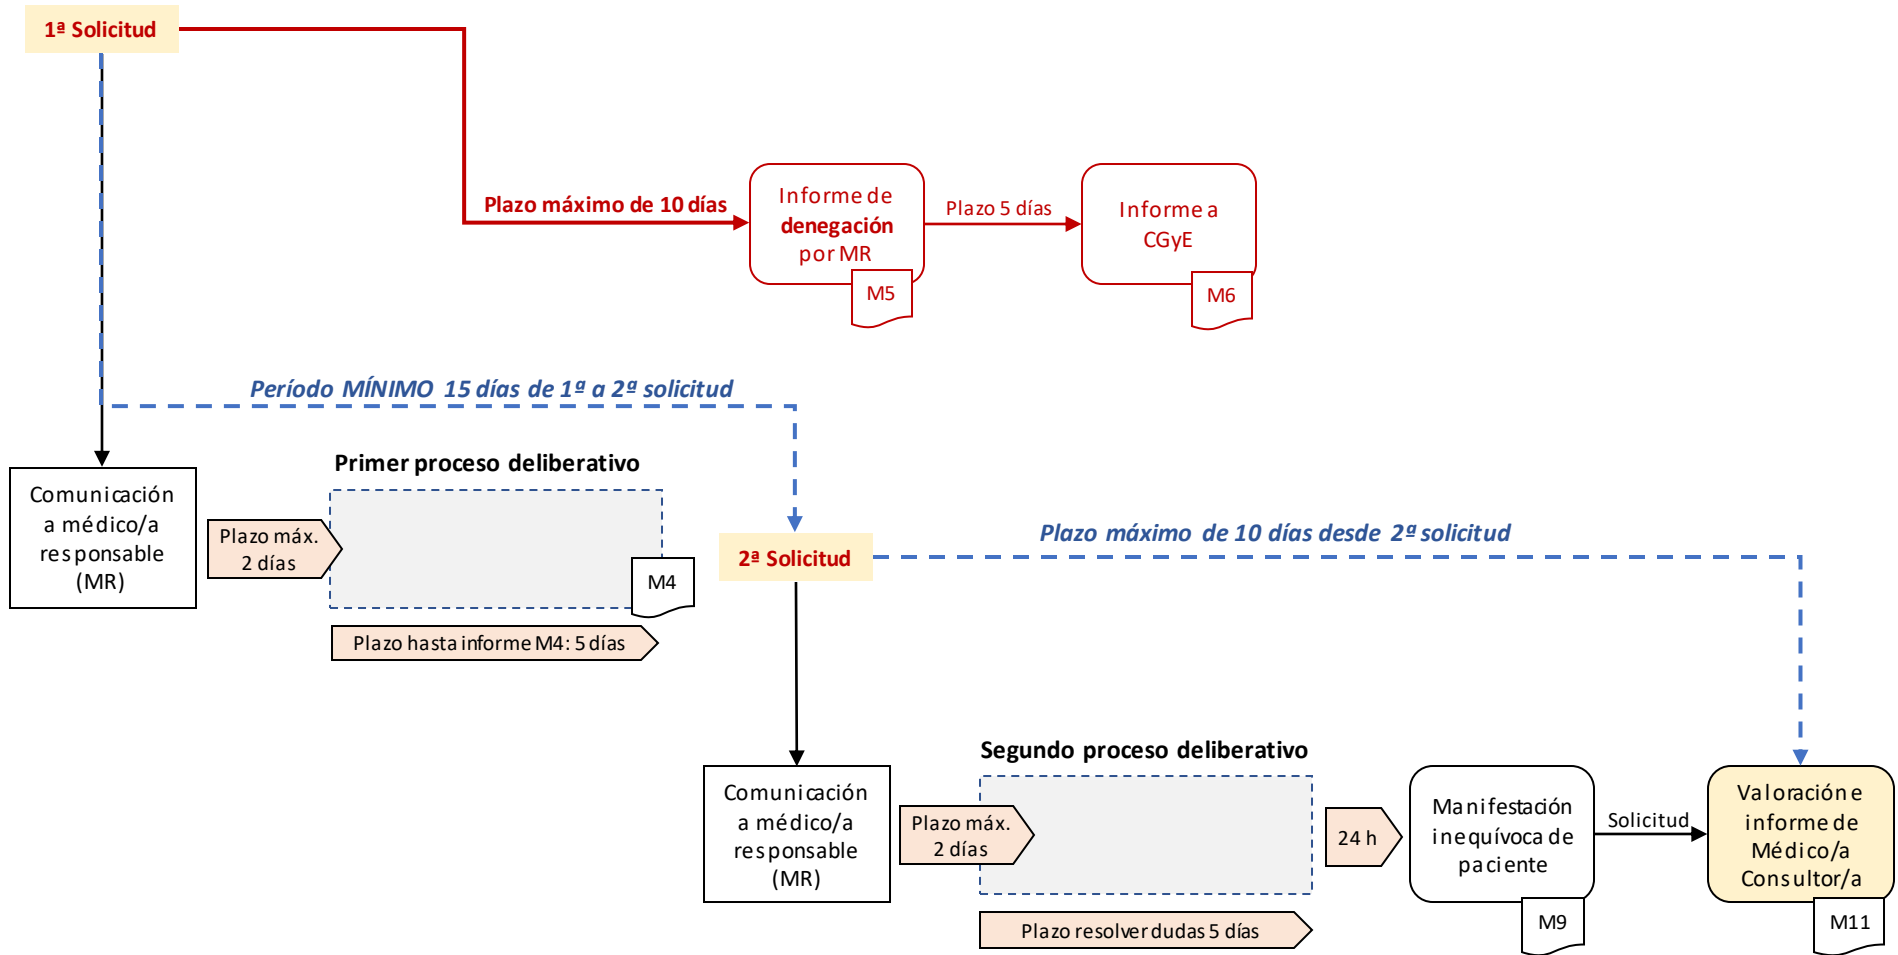 1ª Solicitud
Plazo máximo de 10 días
Informe de
denegación
por MR
M5
Plazo 5 días
Informe a
CGyE
M6
Período MÍNIMO 15 días de 1ª a 2ª solicitud
Comunicación
a médico/a
responsable
(MR)
Plazo máx.
2 días
Primer proceso deliberativo
M4
Plazo hasta informe M4: 5 días
2ª Solicitud
Plazo máximo de 10 días desde 2ª solicitud
Comunicación
a médico/a
responsable
(MR)
Plazo máx.
2 días
Segundo proceso deliberativo
Plazo resolver dudas 5 días
24 h
Manifestación
inequívoca de
paciente
M9
Solicitud
Valoración e
informe de
Médico/a
Consultor/a
M11